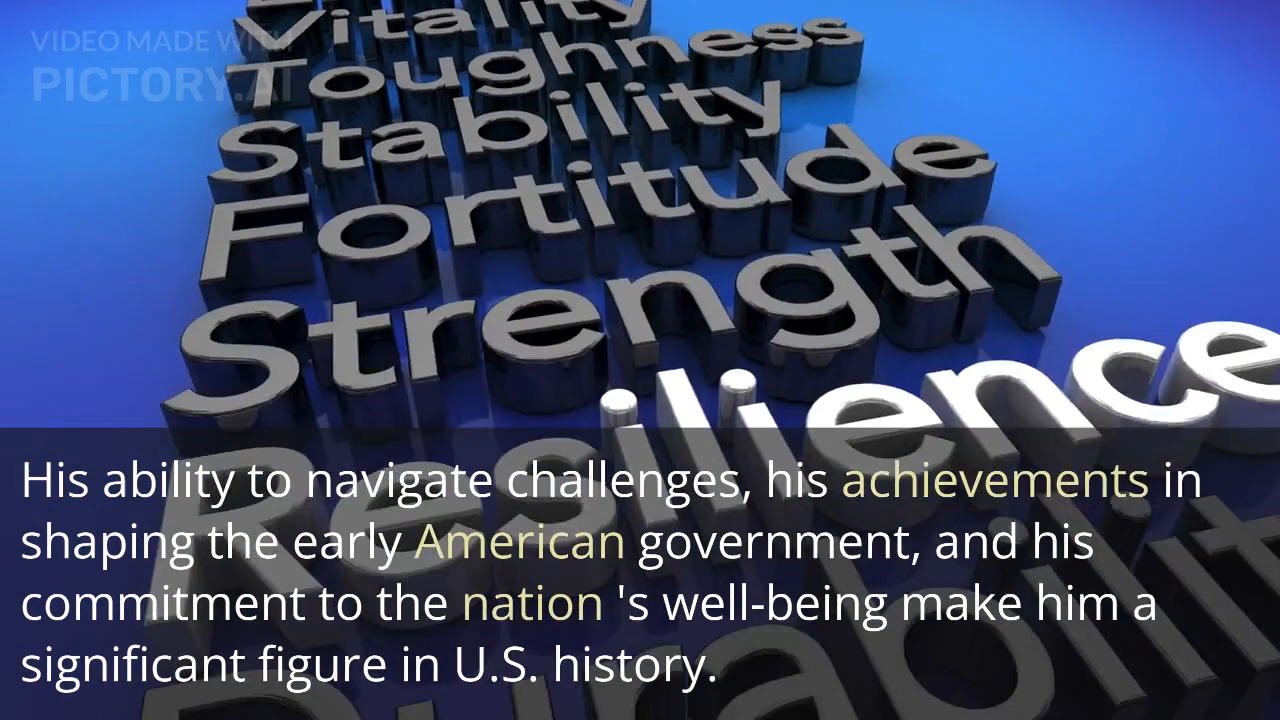 VIDEO MADE WITH
PICTORY.AI
Vitality
Toughness
Stability
Fortitude
Strength
Resilience
Durability
His ability to navigate challenges, his achievements in
shaping the early American government, and his
commitment to the nation 's well-being make him a
significant figure in U.S. history.